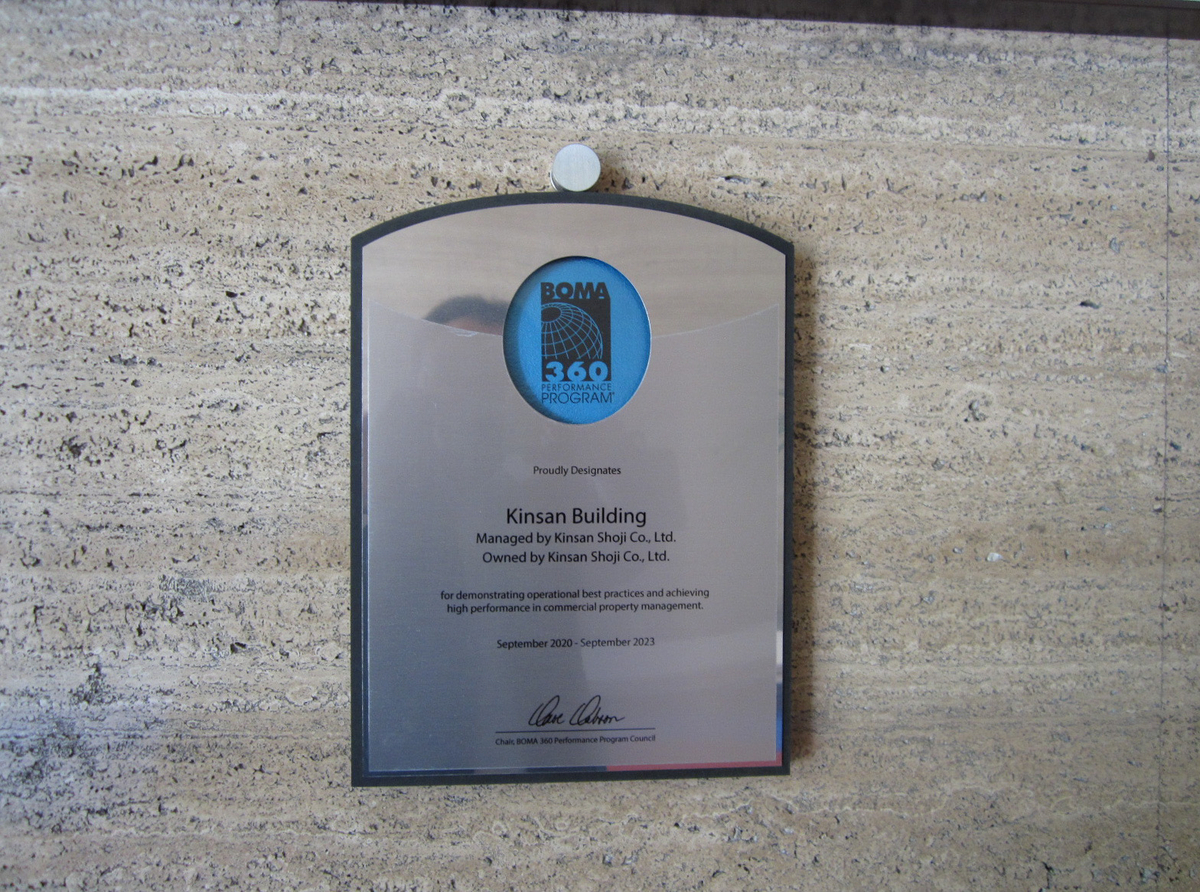 BOMA
360
PERFORMANCE
PROGRAM®
Proudly Designates
Kinsan Building
Managed by Kinsan Shoji Co., Ltd.
Owned by Kinsan Shoji Co., Ltd.
for demonstrating operational best practices and achieving
high performance in commercial property management.
September 2020 - September 2023
Chair, BOMA 360 Performance Program Council